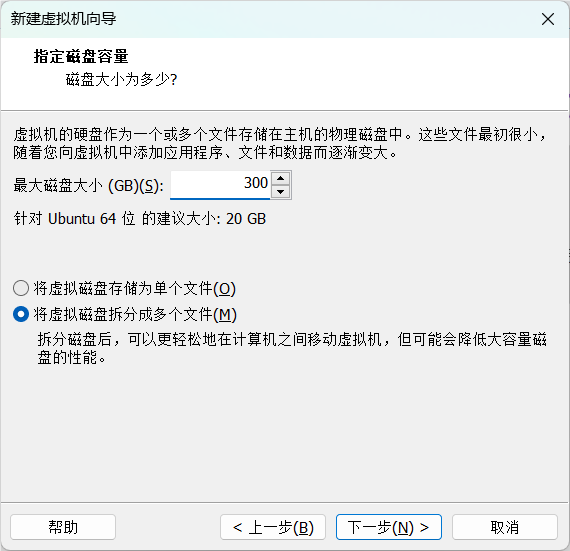 新建虚拟机向导
指定磁盘容量
磁盘大小为多少?
虚拟机的硬盘作为一个或多个文件存储在主机的物理磁盘中。这些文件最初很小，
随着您向虚拟机中添加应用程序、文件和数据而逐渐变大。
最大磁盘大小 (GB)(S): 300
针对 Ubuntu 64 位 的建议大小: 20 GB
将虚拟磁盘存储为单个文件(O)
将虚拟磁盘拆分成多个文件(M)
拆分磁盘后，可以更轻松地在计算机之间移动虚拟机，但可能会降低大容量磁
盘的性能。
帮助 < 上一步(B) 下一步(N) > 取消